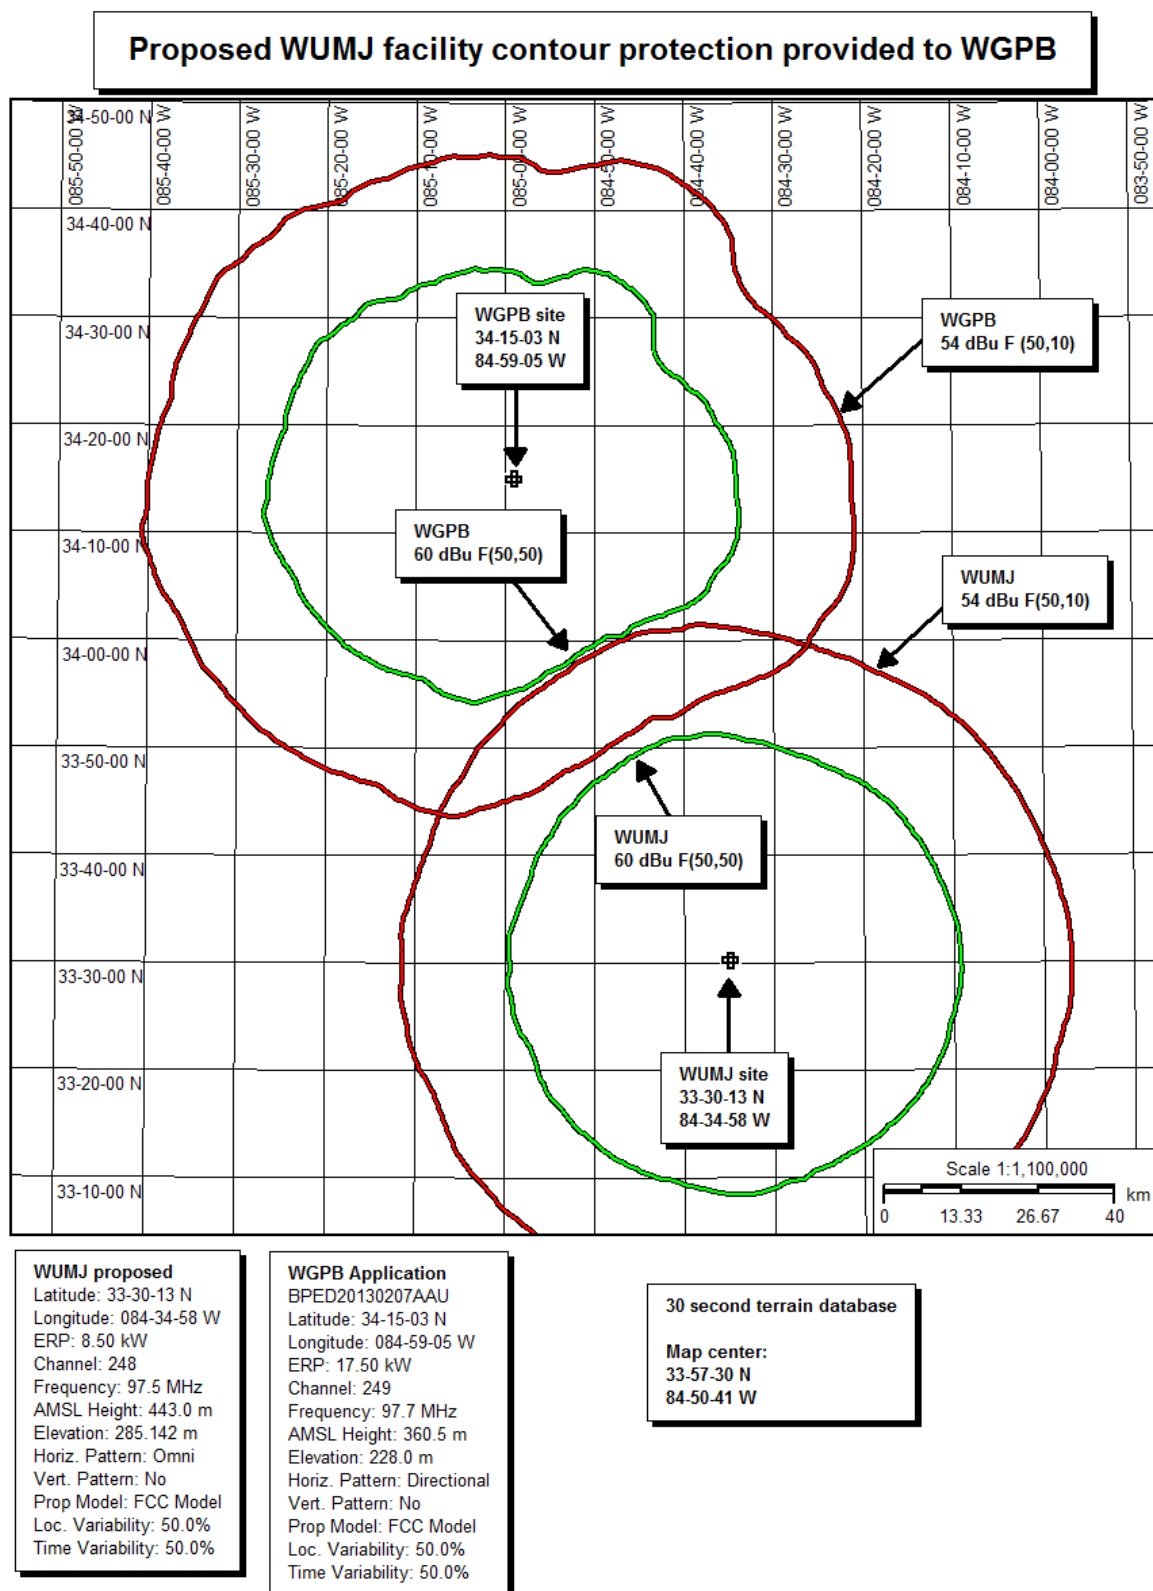 Proposed WUMJ facility contour protection provided to WGPB
34-50-00 N
085-50-00 W
085-40-00 W
085-30-00 W
085-20-00 W
085-10-00 W
085-00-00 W
084-50-00 W
084-40-00 W
084-30-00 W
084-20-00 W
084-10-00 W
084-00-00 W
083-50-00 W
34-40-00 N
34-30-00 N
34-20-00 N
34-10-00 N
34-00-00 N
33-50-00 N
33-40-00 N
33-30-00 N
33-20-00 N
33-10-00 N
WGPB site
34-15-03 N
84-59-05 W
WGPB
54 dBu F (50,10)
WGPB
60 dBu F(50,50)
WUMJ
54 dBu F(50,10)
WUMJ
60 dBu F(50,50)
WUMJ site
33-30-13 N
84-34-58 W
Scale 1:1,100,000
km
0 13.33 26.67 40
WUMJ proposed
Latitude: 33-30-13 N
Longitude: 084-34-58 W
ERP: 8.50 kW
Channel: 248
Frequency: 97.5 MHz
AMSL Height: 443.0 m
Elevation: 285.142 m
Horiz. Pattern: Omni
Vert. Pattern: No
Prop Model: FCC Model
Loc. Variability: 50.0%
Time Variability: 50.0%
WGPB Application
BPED20130207AAU
Latitude: 34-15-03 N
Longitude: 084-59-05 W
ERP: 17.50 kW
Channel: 249
Frequency: 97.7 MHz
AMSL Height: 360.5 m
Elevation: 228.0 m
Horiz. Pattern: Directional
Vert. Pattern: No
Prop Model: FCC Model
Loc. Variability: 50.0%
Time Variability: 50.0%
30 second terrain database
Map center:
33-57-30 N
84-50-41 W